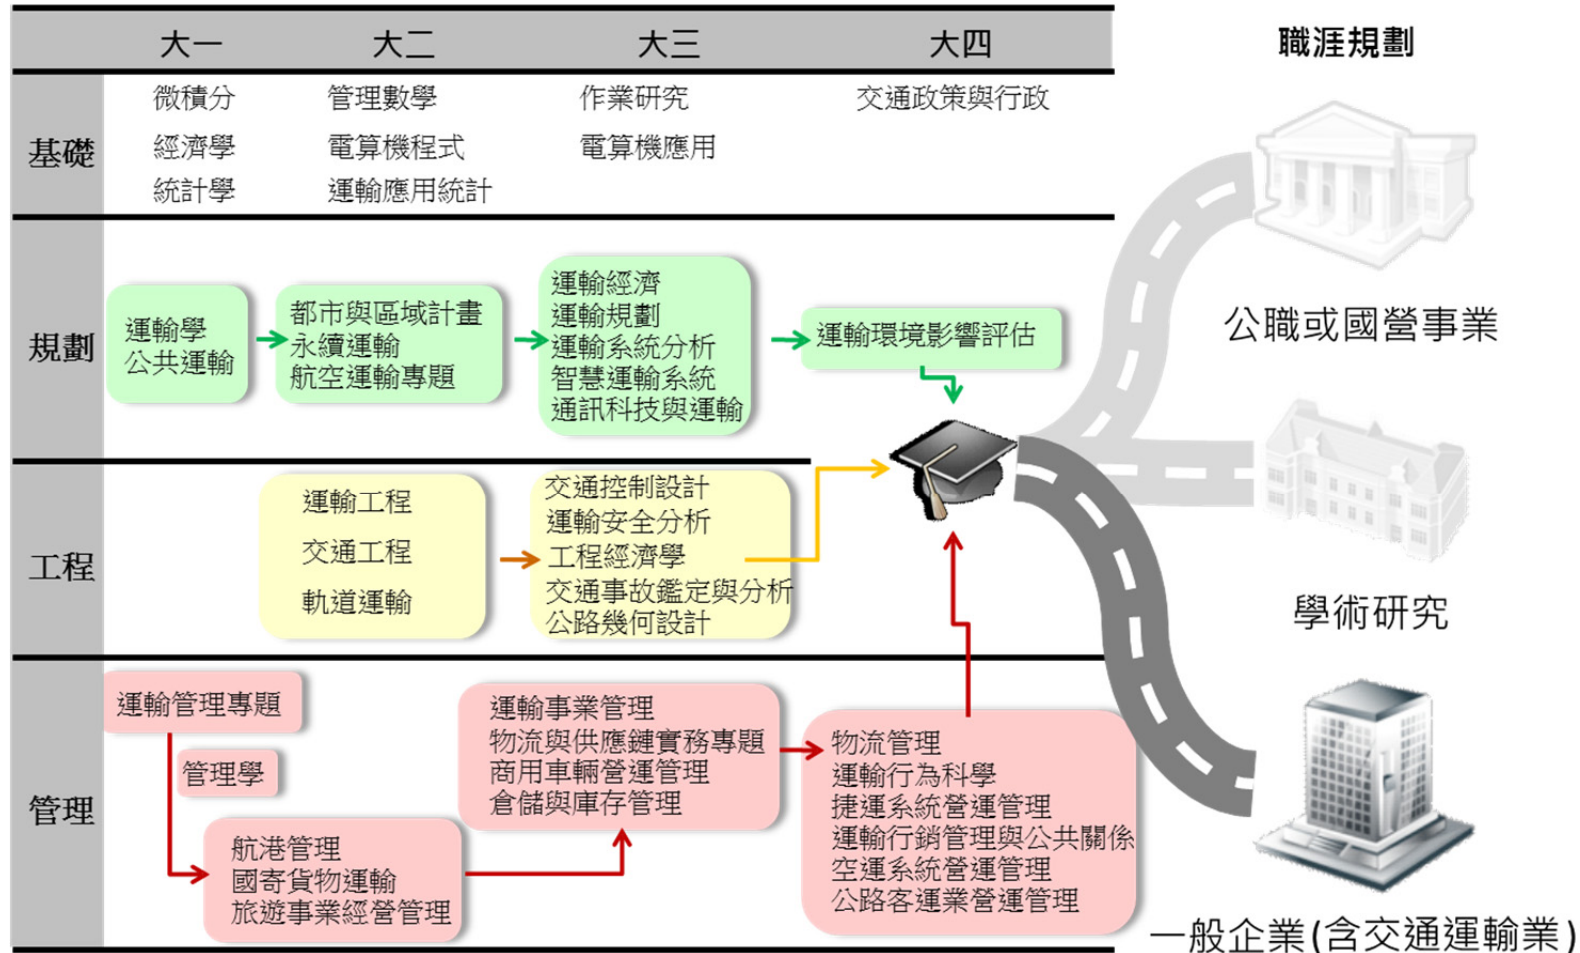 大一 大二 大三 大四
職涯規劃
基礎
微積分 管理數學 作業研究 交通政策與行政
經濟學 電算機程式 電算機應用
統計學 運輸應用統計
規劃
運輸學
公共運輸
都市與區域計畫
永續運輸
航空運輸專題
運輸經濟
運輸規劃
運輸系統分析
智慧運輸系統
通訊科技與運輸
運輸環境影響評估
工程
運輸工程
交通工程
軌道運輸
交通控制設計
運輸安全分析
工程經濟學
交通事故鑑定與分析
公路幾何設計
管理
運輸管理專題
管理學
航港管理
國寄貨物運輸
旅遊事業經營管理
運輸事業管理
物流與供應鏈實務專題
商用車輛營運管理
倉儲與庫存管理
物流管理
運輸行為科學
捷運系統營運管理
運輸行銷管理與公共關係
空運系統營運管理
公路客運業營運管理
公職或國營事業
學術研究
一般企業(含交通運輸業)